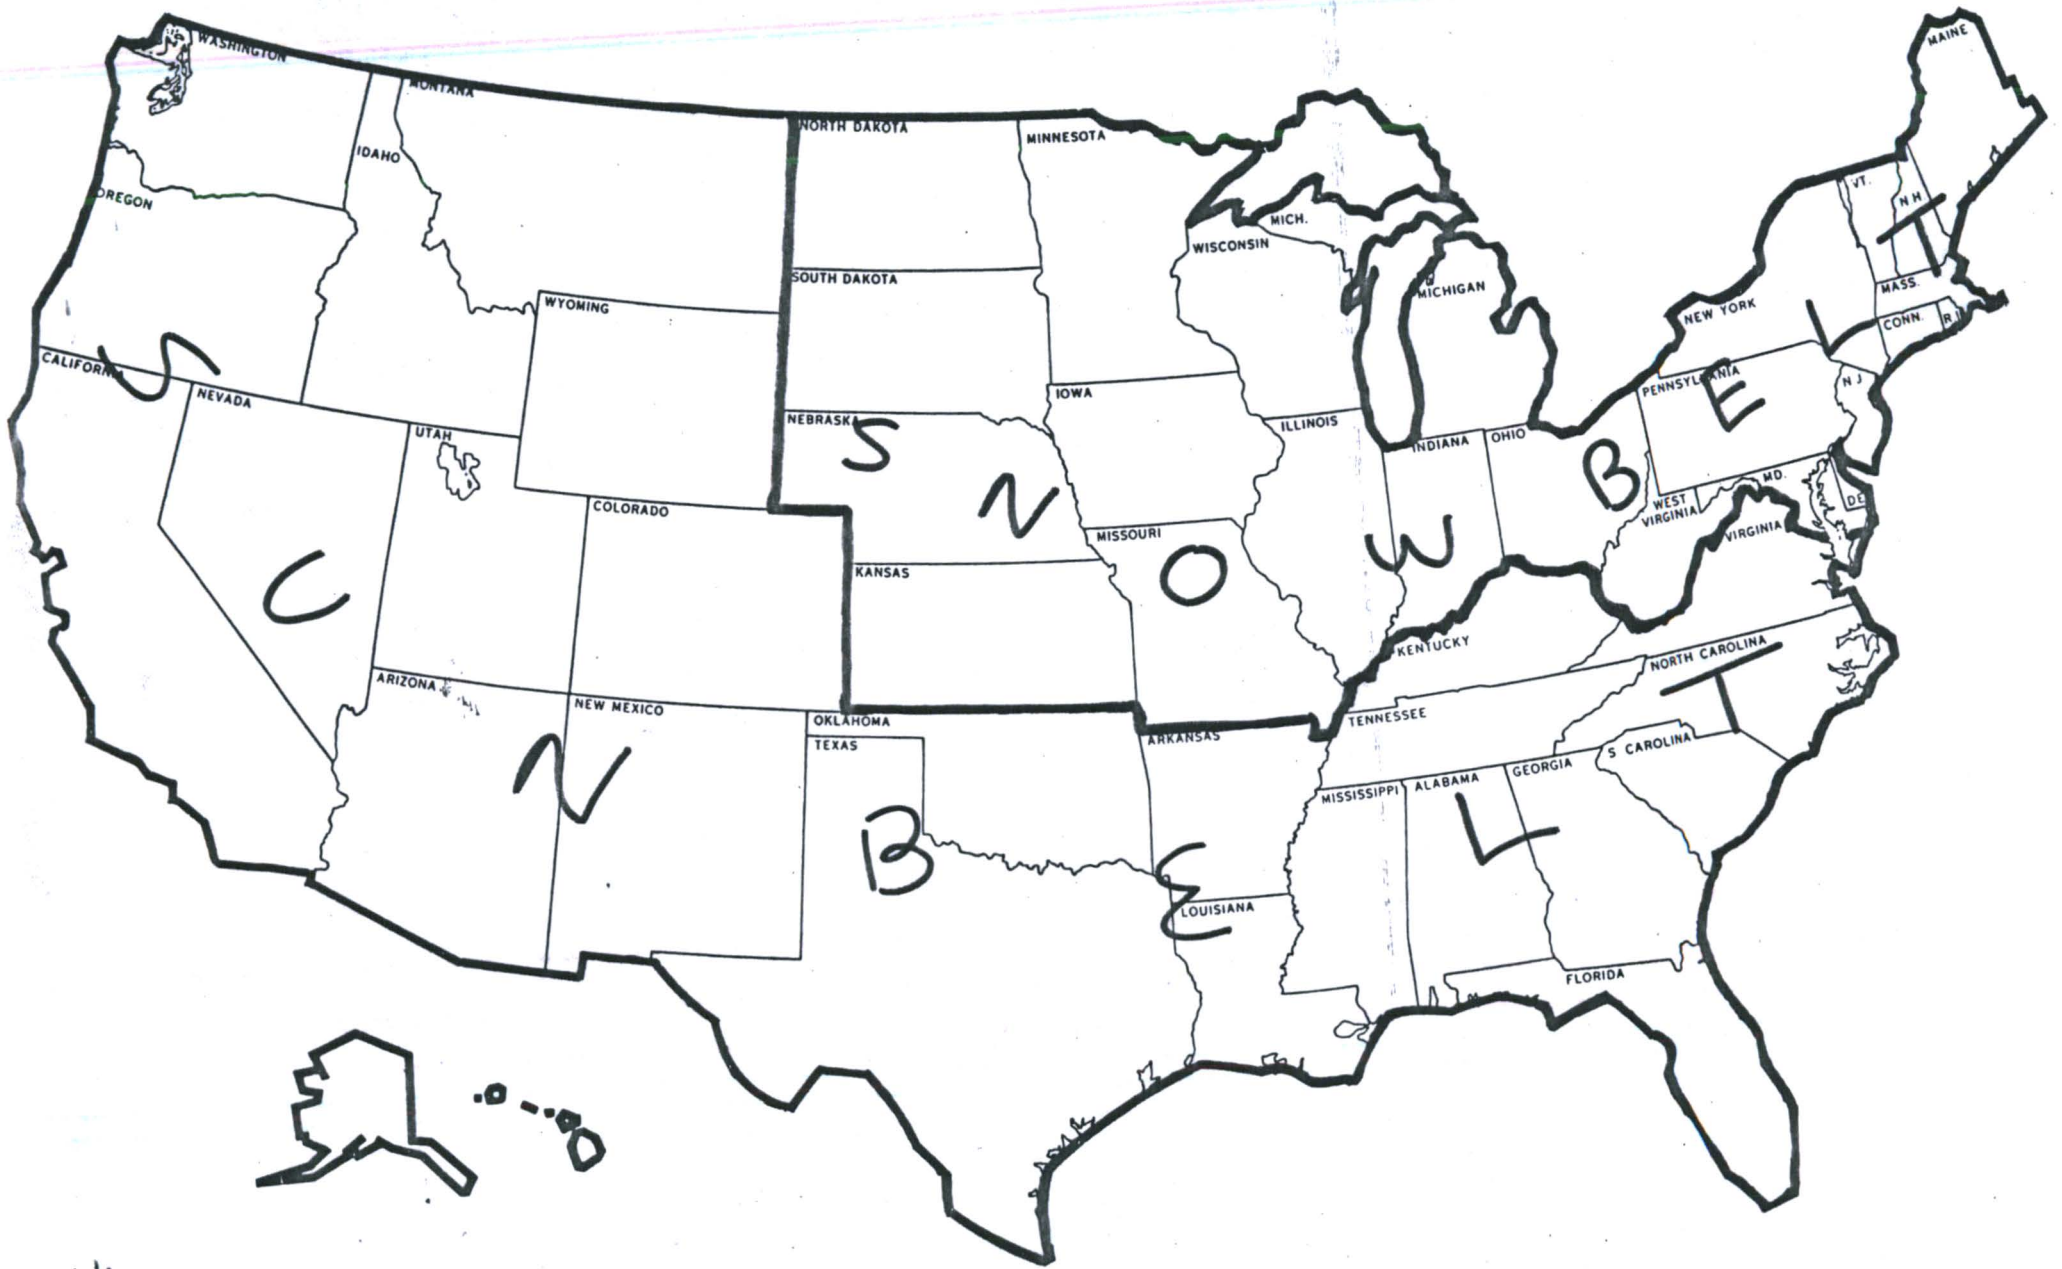 WASHINGTON
MAINE
MONTANA
NORTH DAKOTA
MINNESOTA
IDAHO
VT.
OREGON
N H
T
MICH.
WISCONSIN
SOUTH DAKOTA
MICHIGAN
MASS.
WYOMING
NEW YORK
L
CONN.
R I
S
CALIFORNIA
NEVADA
PENNSYLVANIA
N J
E
IOWA
NEBRASKA
ILLINOIS
UTAH
S
INDIANA
OHIO
B
MD.
DE
N
WEST
VIRGINIA
COLORADO
MISSOURI
VIRGINIA
W
KANSAS
O
C
KENTUCKY
NORTH CAROLINA
T
ARIZONA
NEW MEXICO
OKLAHOMA
TENNESSEE
TEXAS
ARKANSAS
S CAROLINA
N
GEORGIA
MISSISSIPPI
ALABAMA
L
B
E
LOUISIANA
FLORIDA